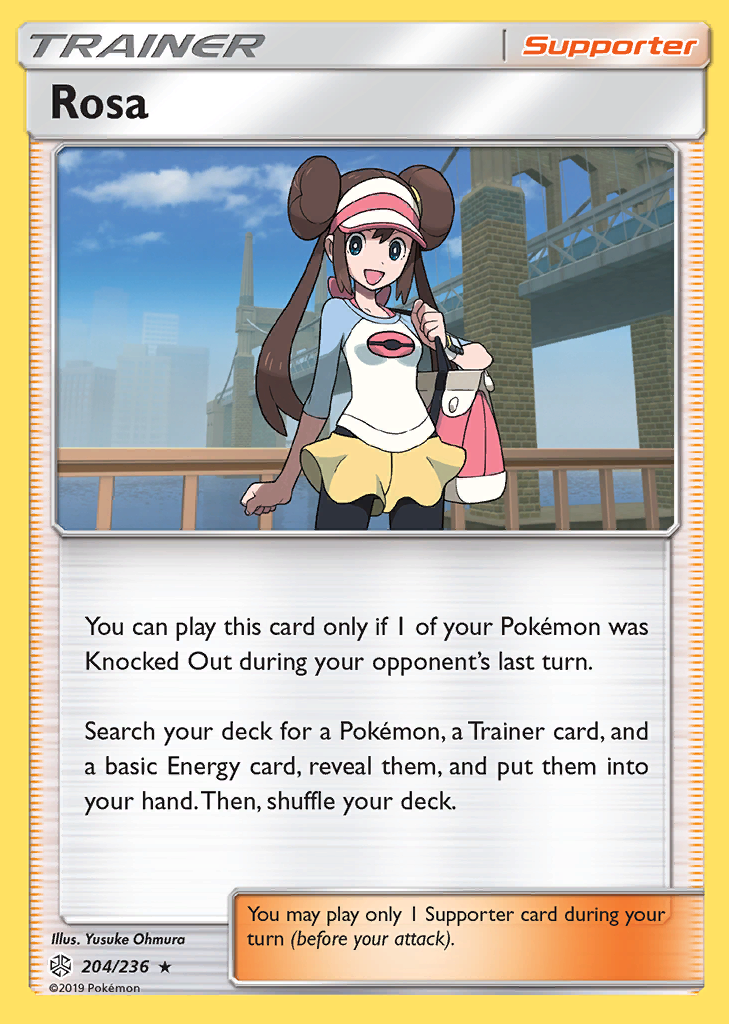 TRAINER
Supporter
Rosa
You can play this card only if 1 of your Pokémon was
Knocked Out during your opponent's last turn.
Search your deck for a Pokémon, a Trainer card, and
a basic Energy card, reveal them, and put them into
your hand. Then, shuffle your deck.
You may play only 1 Supporter card during your
turn (before your attack).
Illus. Yusuke Ohmura
204/236 ★
©2019 Pokémon